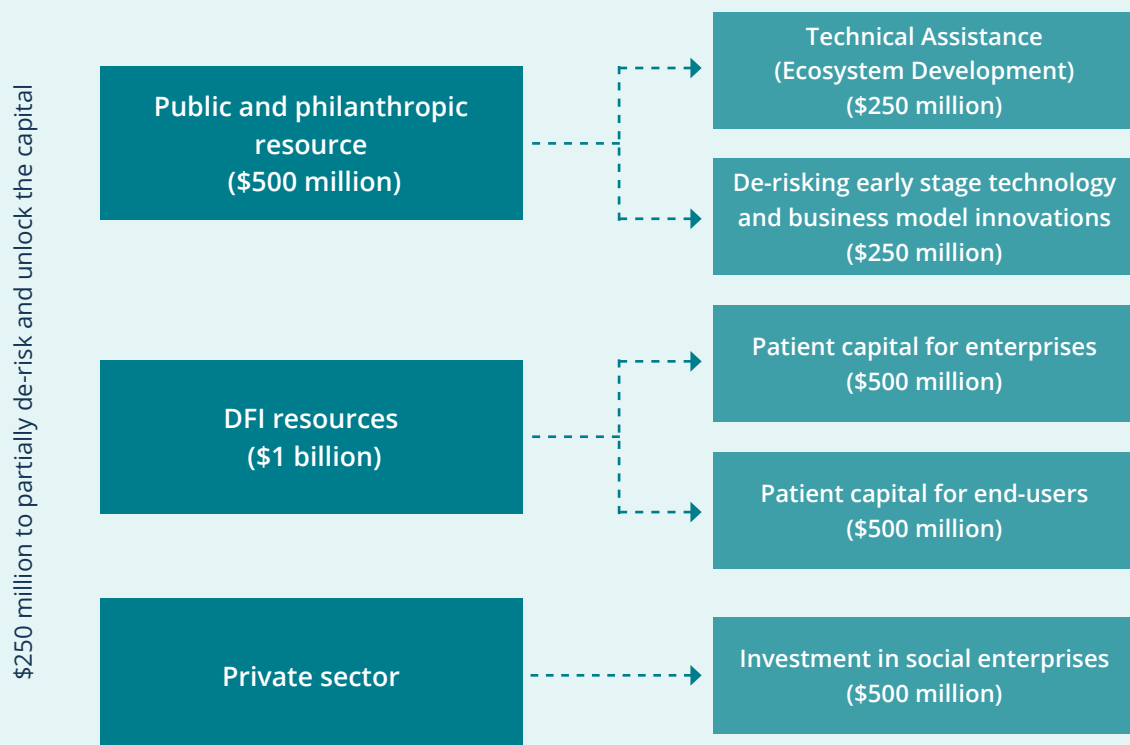 $250 million to partially de-risk and unlock the capital
Public and philanthropic
resource
($500 million)
Technical Assistance
(Ecosystem Development)
($250 million)
De-risking early stage technology
and business model innovations
($250 million)
DFI resources
($1 billion)
Patient capital for enterprises
($500 million)
Patient capital for end-users
($500 million)
Private sector
Investment in social enterprises
($500 million)